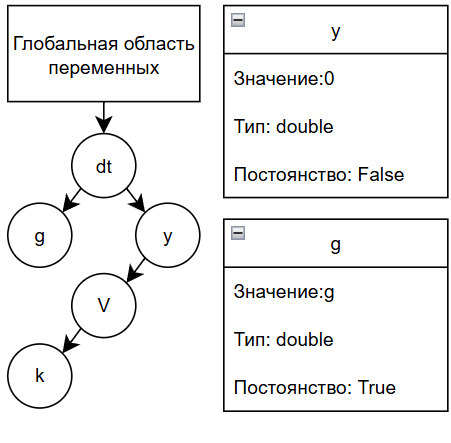 Глобальная область
переменных
dt
g
y
V
k
y
Значение:0
Тип: double
Постоянство: False
g
Значение:g
Тип: double
Постоянство: True